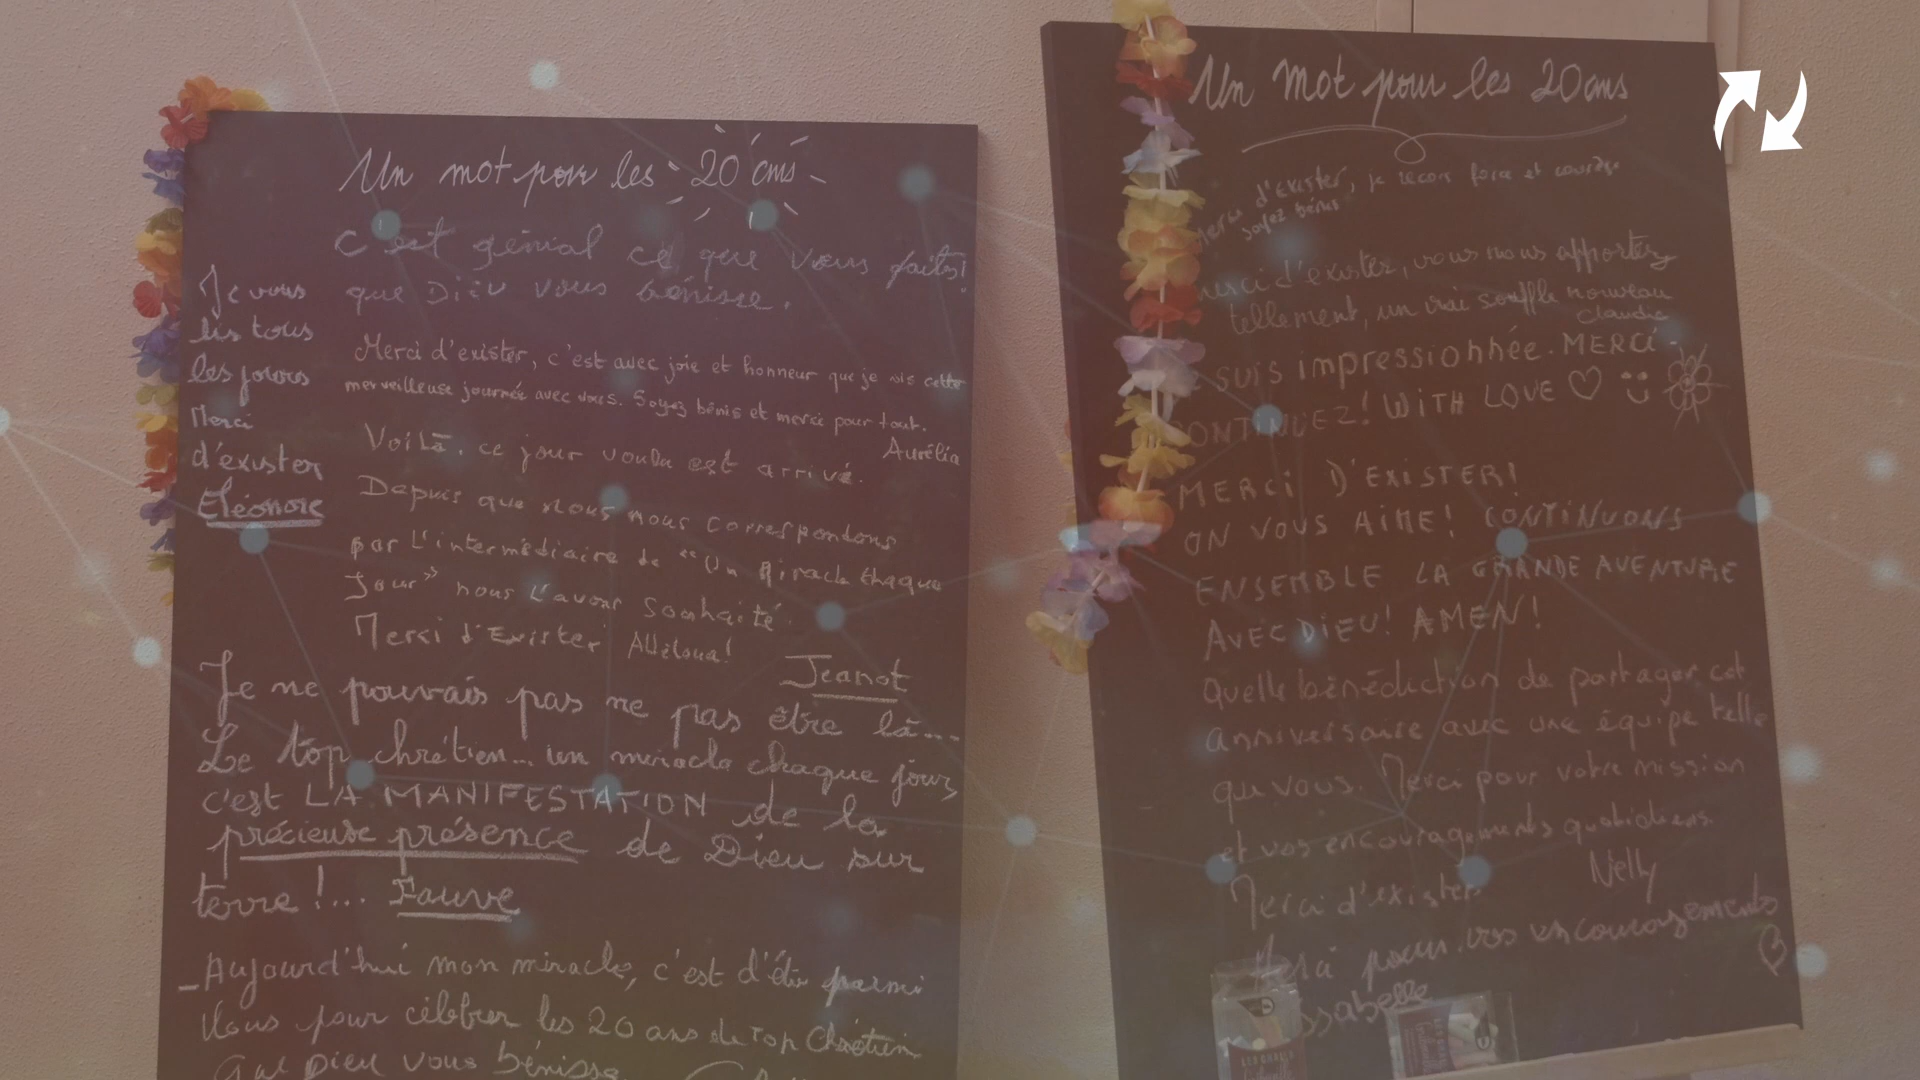 Un mot pour les 20 ans
C'est génial ce que vous faites!
que Dieu vous bénisse.
Je vous
lis tous
les jours
Merci
d'exister
Eléonore
Merci d'exister, c'est avec joie et honneur que je vis cette
merveilleuse journée avec vous. Soyez bénis et merci pour tout.
Aurélia
Voilà, ce jour voulu est arrivé.
Depuis que nous nous correspondons
par l'intermédiaire de "Un Miracle Chaque
Jour" nous l'avons souhaité.
Merci d'Exister Alléluia!
Jeanot
Je ne pouvais pas ne pas être là...
Le top chrétien... un miracle chaque jour,
c'est LA MANIFESTATION de la
précieuse présence de Dieu sur
terre!... Fauve
- Aujourd'hui mon miracle, c'est d'être parmi
Vous pour célébrer les 20 ans de Top Chrétien
Que Dieu vous bénisse
Un Mot pour les 20 ans
Merci d'exister, je reçois force et courage
soyez bénis
Merci d'exister, vous nous apportez
tellement, un vrai souffle nouveau
Claudie
suis impressionnée. MERCI.
CONTINUEZ! WITH LOVE ♡
MERCI D'EXISTER!
ON VOUS AIME! CONTINUONS
ENSEMBLE LA GRANDE AVENTURE
AVEC DIEU! AMEN!
Quelle bénédiction de partager cet
anniversaire avec une équipe telle
que vous. Merci pour votre mission
et vos encouragements quotidiens.
Nelly
Merci d'exister
Merci pour vos encouragements
Issabelle